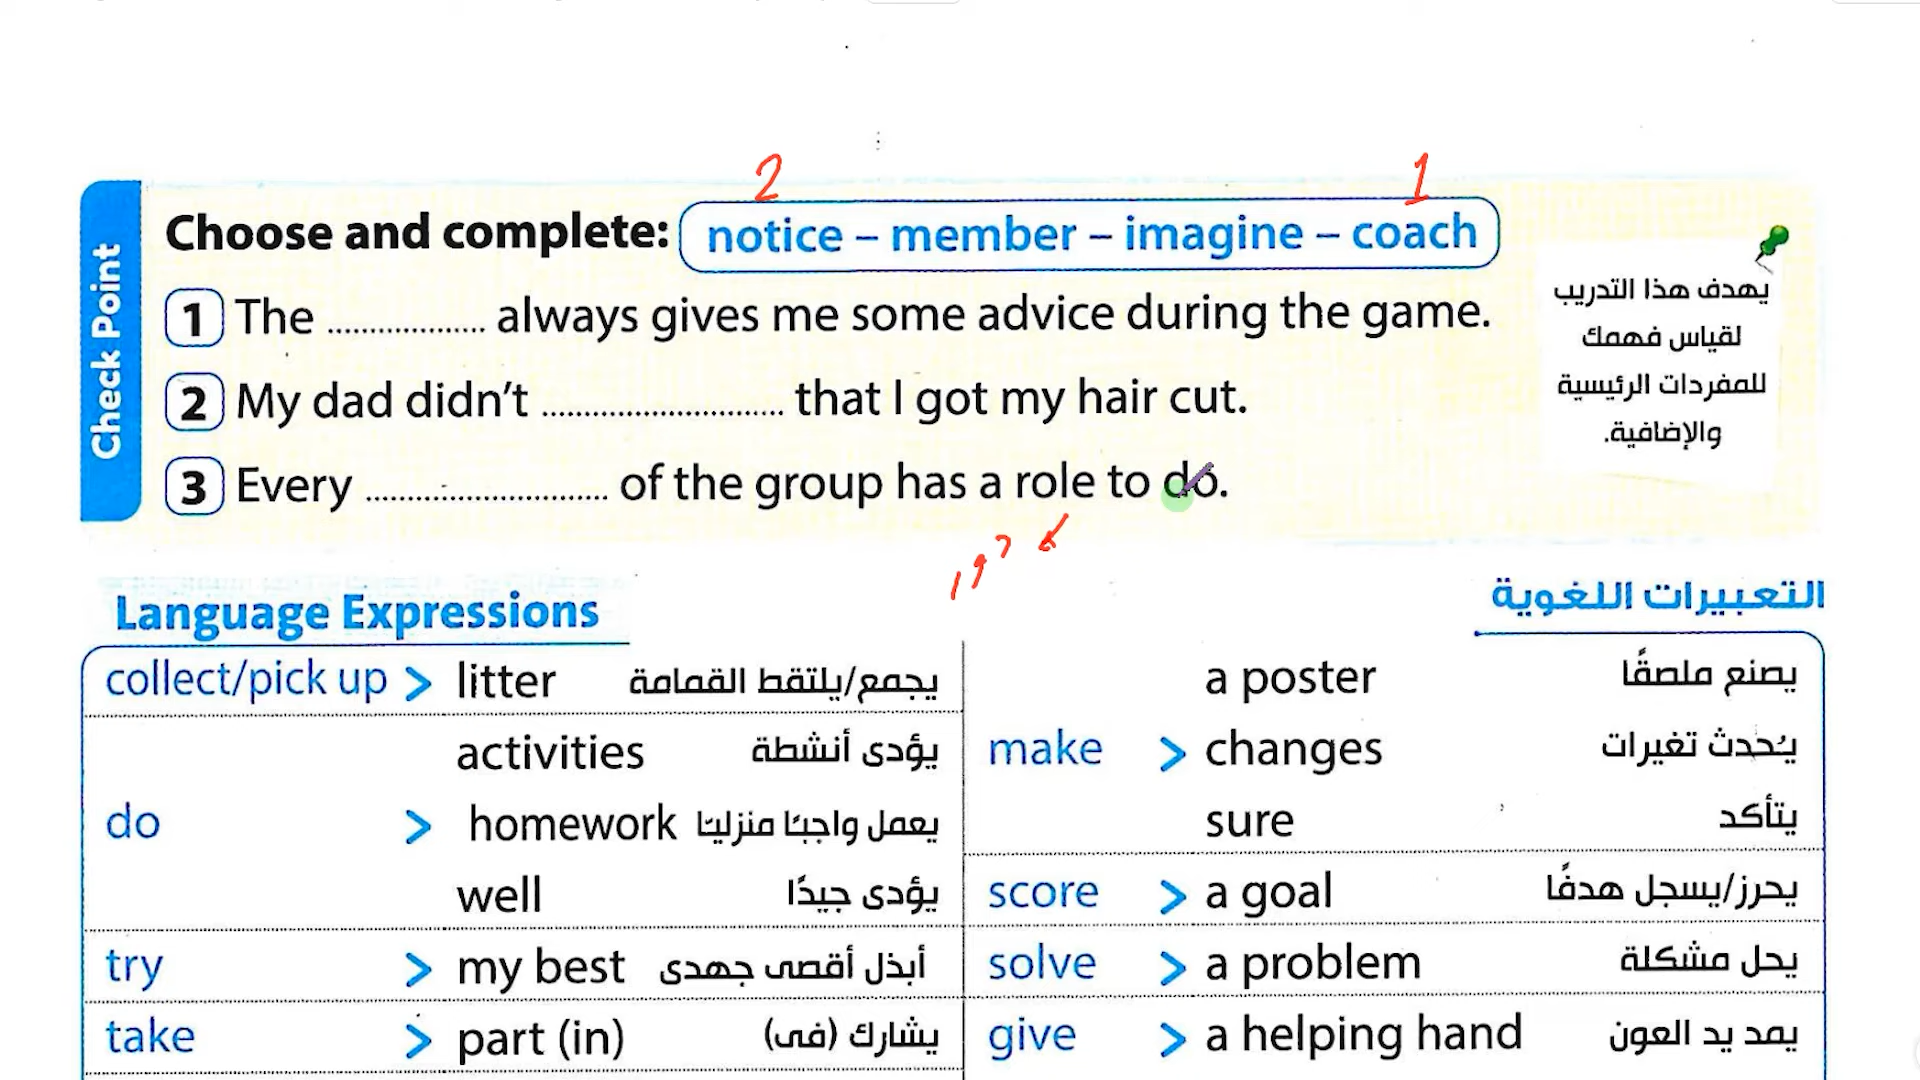 2
1
Check Point
Choose and complete: notice – member – imagine – coach
1 The .................. always gives me some advice during the game.
2 My dad didn’t ............................ that I got my hair cut.
3 Every ............................ of the group has a role to do.
يهدف هذا التدريب
لقياس فهمك
للمفردات الرئيسية
والإضافية.
Language Expressions
التعبيرات اللغوية
collect/pick up > litter يجمع/يلتقط القمامة
activities يؤدى أنشطة
do > homework يعمل واجبًا منزليًا
well يؤدى جيدًا
try > my best أبذل أقصى جهدى
take > part (in) يشارك (فى)
a poster يصنع ملصقًا
make > changes يُحدث تغيرات
sure يتأكد
score > a goal يحرز/يسجل هدفًا
solve > a problem يحل مشكلة
give > a helping hand يمد يد العون